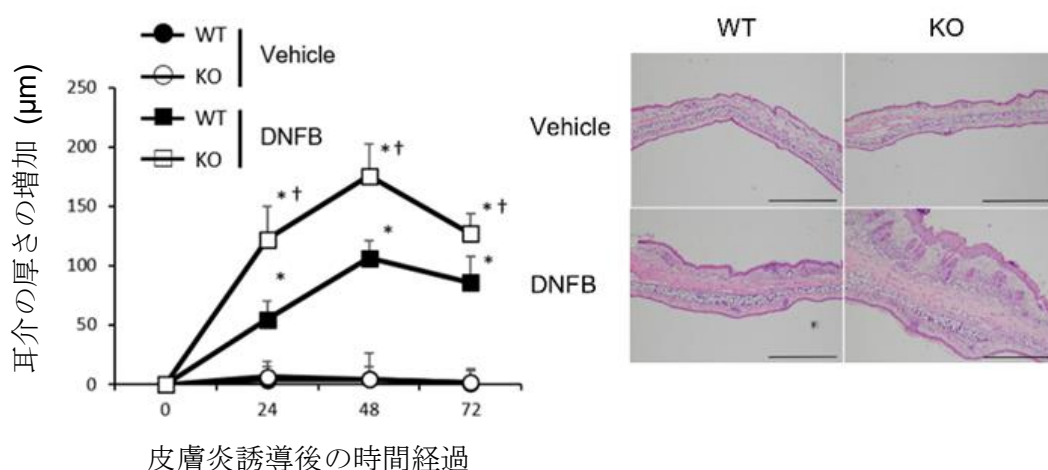 WT
KO
Vehicle
WT
KO
DNFB
耳介の厚さの増加 (μm)
250
200
150
100
50
0
* †
* †
* †
*
*
*
0
24
48
72
皮膚炎誘導後の時間経過
WT
KO
Vehicle
DNFB